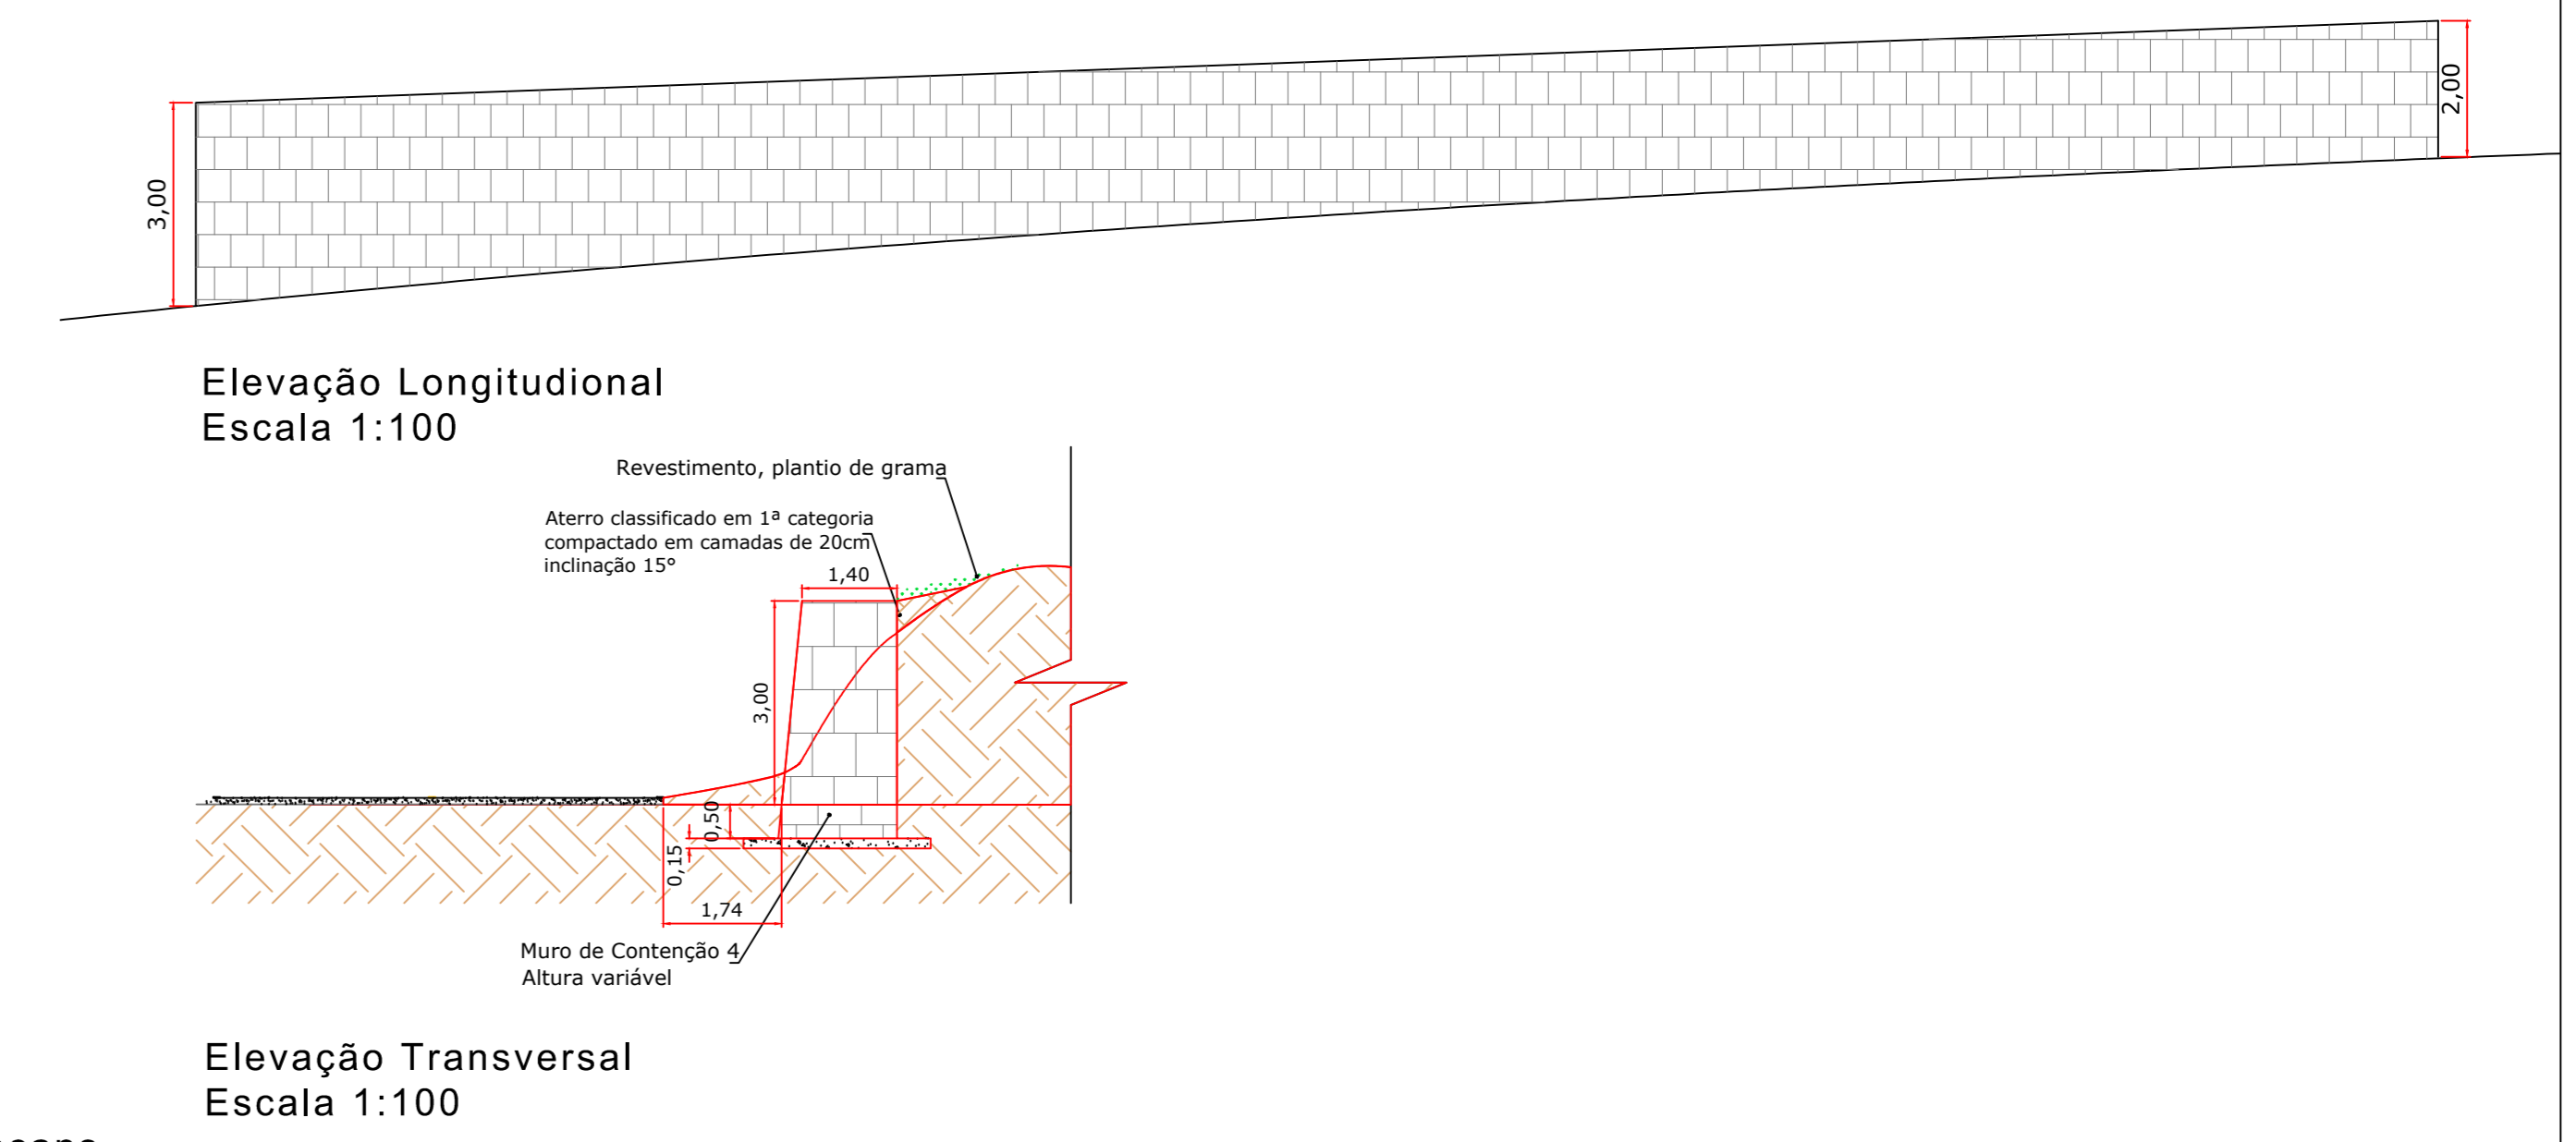 3,00
2,00
Elevação Longitudional
Escala 1:100
Revestimento, plantio de grama
Aterro classificado em 1ª categoria
compactado em camadas de 20cm
inclinação 15°
1,40
3,00
0,50
0,15
1,74
Muro de Contenção 4
Altura variável
Elevação Transversal
Escala 1:100